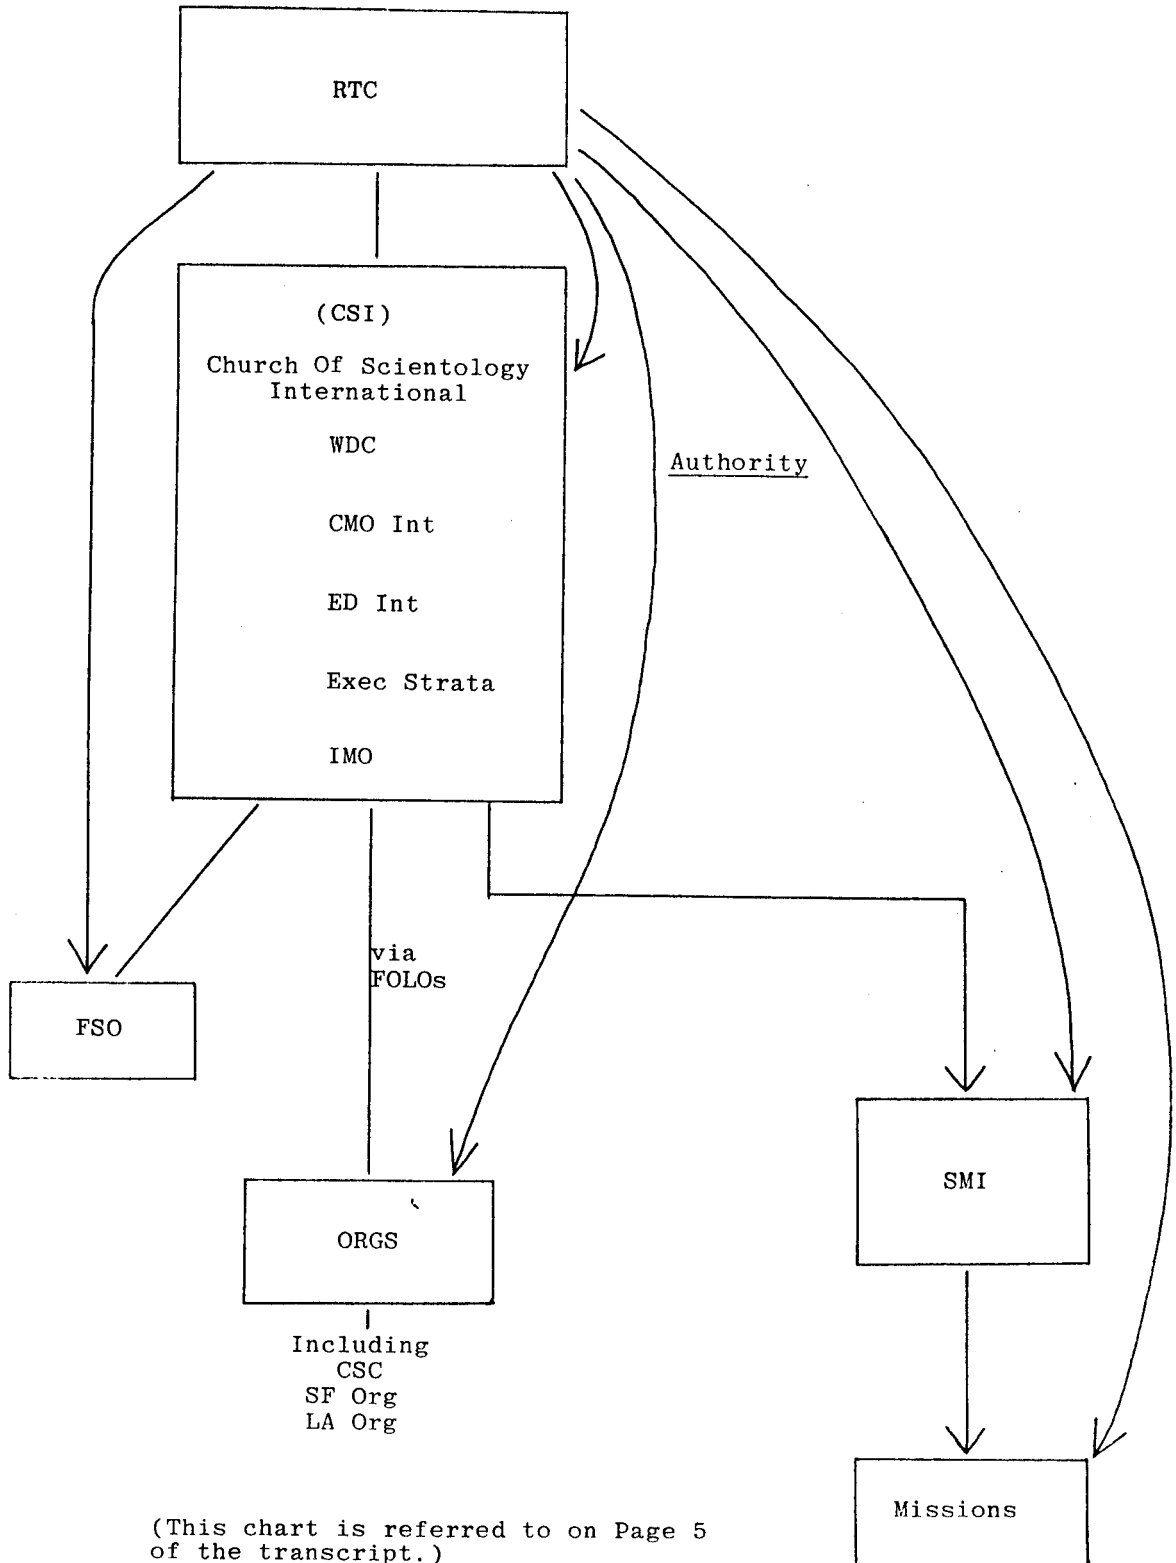 RTC
(CSI)
Church Of Scientology
International
WDC
Authority
CMO Int
ED Int
Exec Strata
IMO
via
FOLOs
FSO
SMI
ORGS
Including
CSC
SF Org
LA Org
Missions
(This chart is referred to on Page 5
of the transcript.)